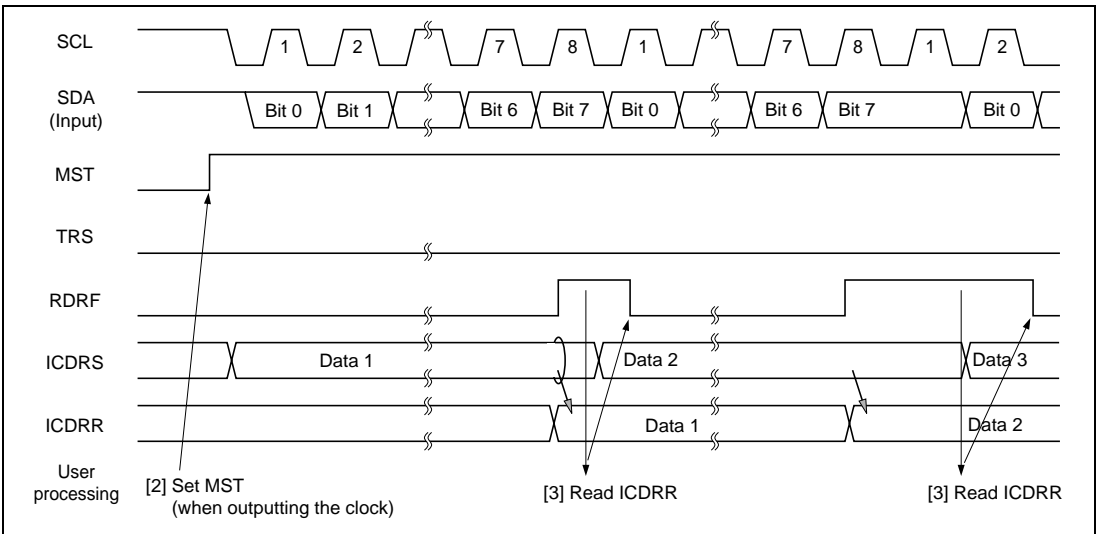 SCL 1 2 7 8 1 7 8 1 2
SDA
(Input) Bit 0 Bit 1 Bit 6 Bit 7 Bit 0 Bit 6 Bit 7 Bit 0
MST
TRS
RDRF
ICDRS Data 1 Data 2 Data 3
ICDRR Data 1 Data 2
User
processing
[2] Set MST
(when outputting the clock)
[3] Read ICDRR
[3] Read ICDRR